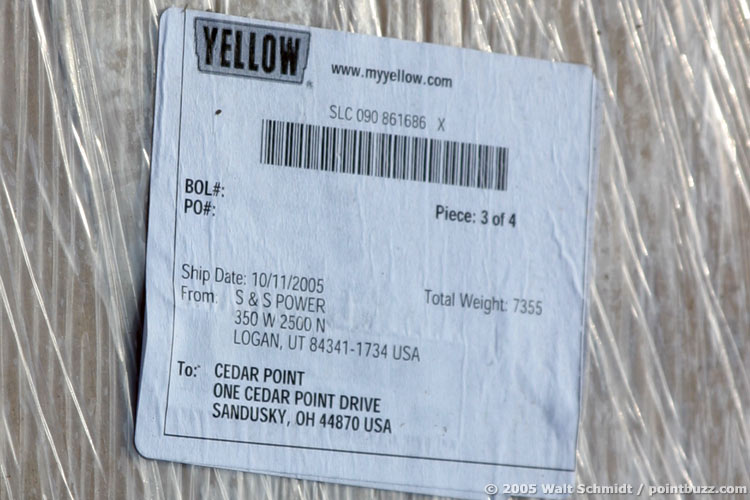 YELLOW
www.myyellow.com
SLC 090 861686 X
BOL#:
PO#:
Piece: 3 of 4
Ship Date: 10/11/2005
Total Weight: 7355
From: S & S POWER
350 W 2500 N
LOGAN, UT 84341-1734 USA
To: CEDAR POINT
ONE CEDAR POINT DRIVE
SANDUSKY, OH 44870 USA
© 2005 Walt Schmidt / pointbuzz.com